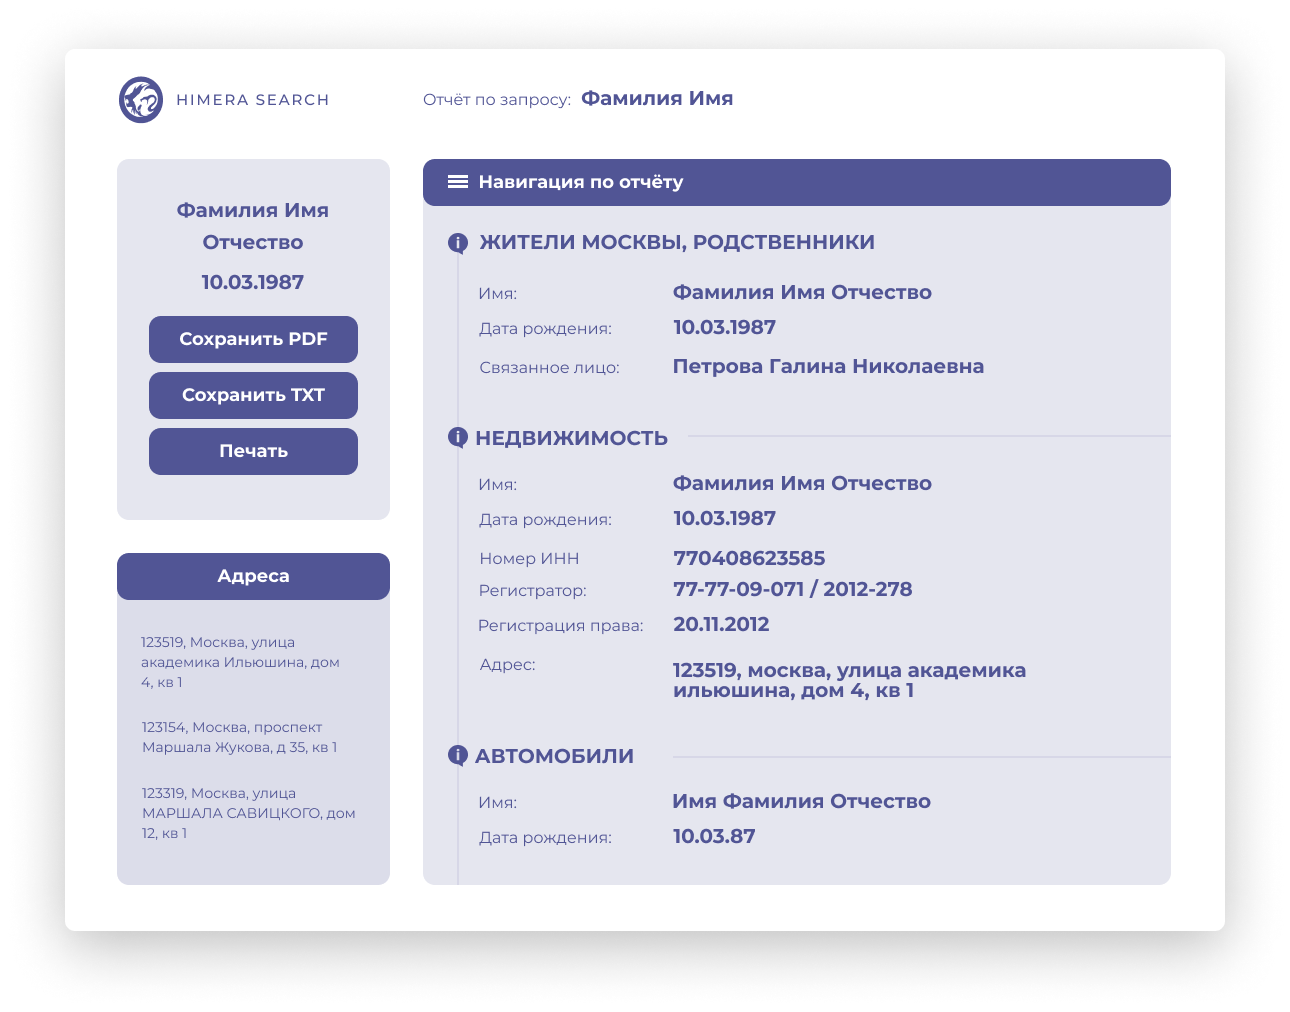 HIMERA SEARCH
Отчёт по запросу: Фамилия Имя
Фамилия Имя
Отчество
10.03.1987
Сохранить PDF
Сохранить TXT
Печать
Адреса
123519, Москва, улица
академика Ильюшина, дом
4, кв 1
123154, Москва, проспект
Маршала Жукова, д 35, кв 1
123319, Москва, улица
МАРШАЛА САВИЦКОГО, дом
12, кв 1
Навигация по отчёту
ЖИТЕЛИ МОСКВЫ, РОДСТВЕННИКИ
Имя: Фамилия Имя Отчество
Дата рождения: 10.03.1987
Связанное лицо: Петрова Галина Николаевна
НЕДВИЖИМОСТЬ
Имя: Фамилия Имя Отчество
Дата рождения: 10.03.1987
Номер ИНН 770408623585
Регистратор: 77-77-09-071 / 2012-278
Регистрация права: 20.11.2012
Адрес: 123519, москва, улица академика
ильюшина, дом 4, кв 1
АВТОМОБИЛИ
Имя: Имя Фамилия Отчество
Дата рождения: 10.03.87